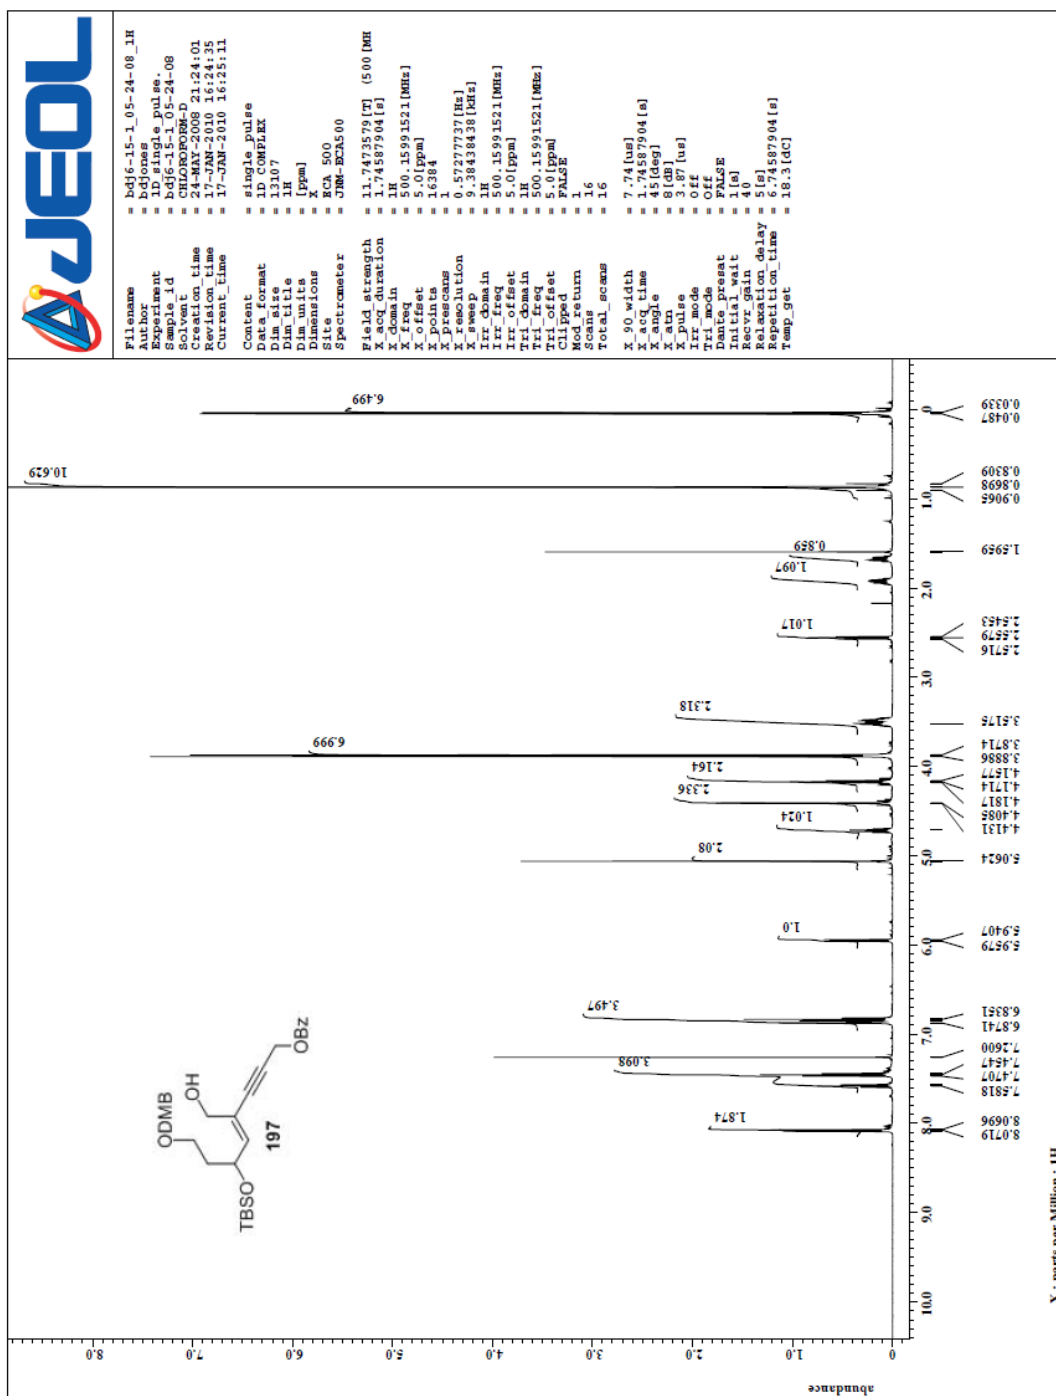 JEOL
Filename = bdj6-15-1_05-24-08_1H
Author = bdjones
Experiment = 1D_single_pulse.
Sample_id = bdj6-15-1_05-24-08
Solvent = CHLOROFORM-D
Creation_time = 24-MAY-2008 21:24:01
Revision_time = 17-JAN-2010 16:24:35
Current_time = 17-JAN-2010 16:25:11
Content = single_pulse
Data_format = 1D COMPLEX
Dim_size = 13107
Dim_title = 1H
Dim_units = [ppm]
Dimensions = X
Site = ECA 500
Spectrometer = JNM-ECA500
Field_strength = 11.7473579[T] (500[MH
X_acq_duration = 1.74587904[s]
X_domain = 1H
X_freq = 500.15991521[MHz]
X_offset = 5.0[ppm]
X_points = 16384
X_prescans = 1
X_resolution = 0.57277737[Hz]
X_sweep = 9.38438438[kHz]
Irr_domain = 1H
Irr_freq = 500.15991521[MHz]
Irr_offset = 5.0[ppm]
Tri_domain = 1H
Tri_freq = 500.15991521[MHz]
Tri_offset = 5.0[ppm]
Clipped = FALSE
Mod_return = 1
Scans = 16
Total_scans = 16
X_90_width = 7.74[us]
X_acq_time = 1.74587904[s]
X_angle = 45[deg]
X_atn = 8[dB]
X_pulse = 3.87[us]
Irr_mode = Off
Tri_mode = Off
Dante_presat = FALSE
Initial_wait = 1[s]
Recvr_gain = 40
Relaxation_delay = 5[s]
Repetition_time = 6.74587904[s]
Temp_get = 18.3[dC]
abundance
0 1.0 2.0 3.0 4.0 5.0 6.0 7.0 8.0
ODMB
OH
TBSO
OBz
197
1.874
3.098
3.497
1.0
2.08
1.024
2.336
2.164
6.999
2.318
1.017
1.097
0.859
10.629
6.499
10.0 9.0 8.0 7.0 6.0 5.0 4.0 3.0 2.0 1.0 0
8.0719
8.0696
7.5818
7.4707
7.4547
7.2600
6.8741
6.8351
5.9579
5.9407
5.0624
4.4131
4.4085
4.1817
4.1714
4.1577
3.8886
3.8714
3.5175
2.5716
2.5579
2.5453
1.5959
0.9065
0.8698
0.8309
0.0487
0.0339
X : parts per Million : 1H